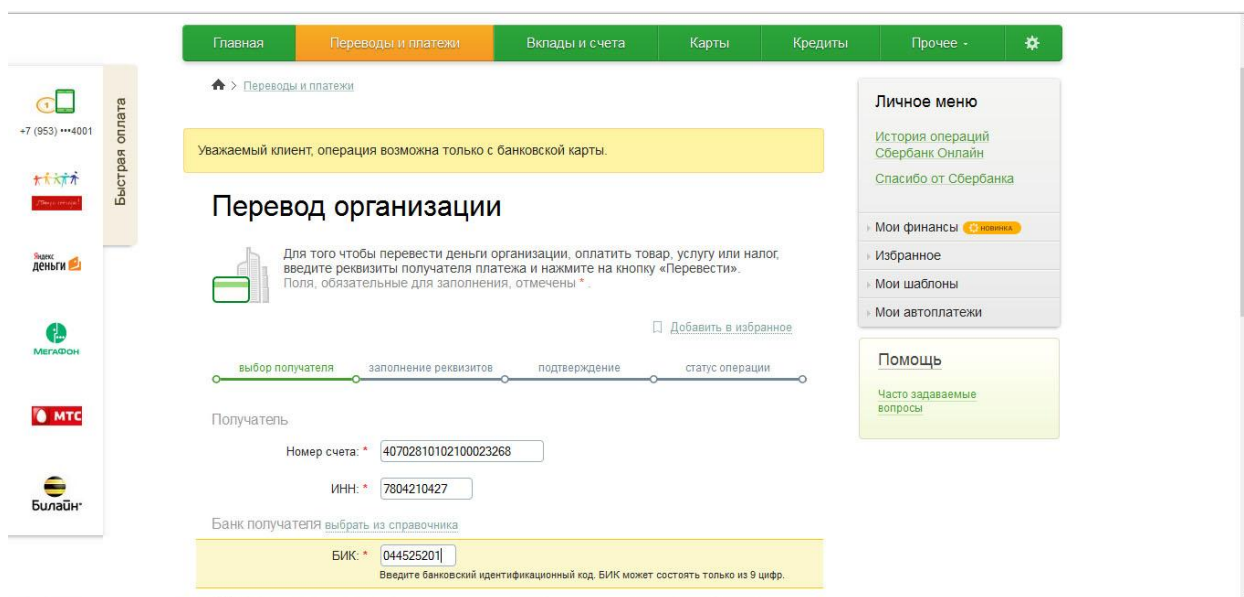 Главная Переводы и платежи Вклады и счета Карты Кредиты Прочее
> Переводы и платежи
Быстрая оплата
1
+7 (953) •••4001
Яндекс
деньги
МегаФон
МТС
Билайн
Уважаемый клиент, операция возможна только с банковской карты.
Перевод организации
Для того чтобы перевести деньги организации, оплатить товар, услугу или налог,
введите реквизиты получателя платежа и нажмите на кнопку «Перевести».
Поля, обязательные для заполнения, отмечены * .
Добавить в избранное
выбор получателя заполнение реквизитов подтверждение статус операции
Получатель
Номер счета: * 40702810102100023268
ИНН: * 7804210427
Банк получателя выбрать из справочника
БИК: * 044525201
Введите банковский идентификационный код. БИК может состоять только из 9 цифр.
Личное меню
История операций
Сбербанк Онлайн
Спасибо от Сбербанка
Мои финансы НОВИНКА
Избранное
Мои шаблоны
Мои автоплатежи
Помощь
Часто задаваемые
вопросы